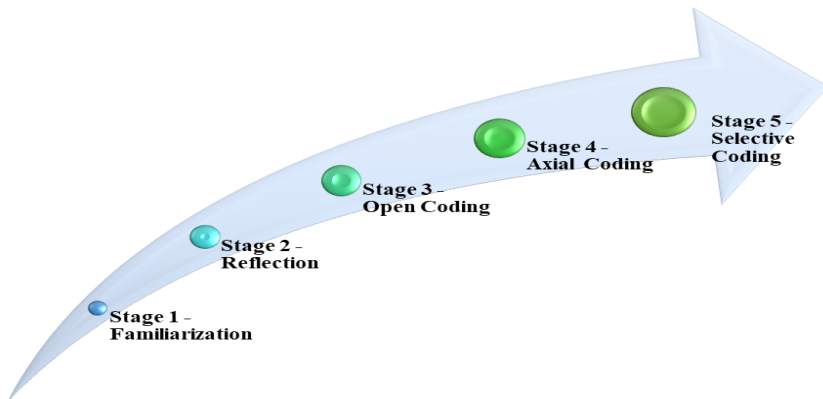 Stage 1 -
Familiarization
Stage 2 -
Reflection
Stage 3 -
Open Coding
Stage 4 -
Axial Coding
Stage 5 -
Selective
Coding